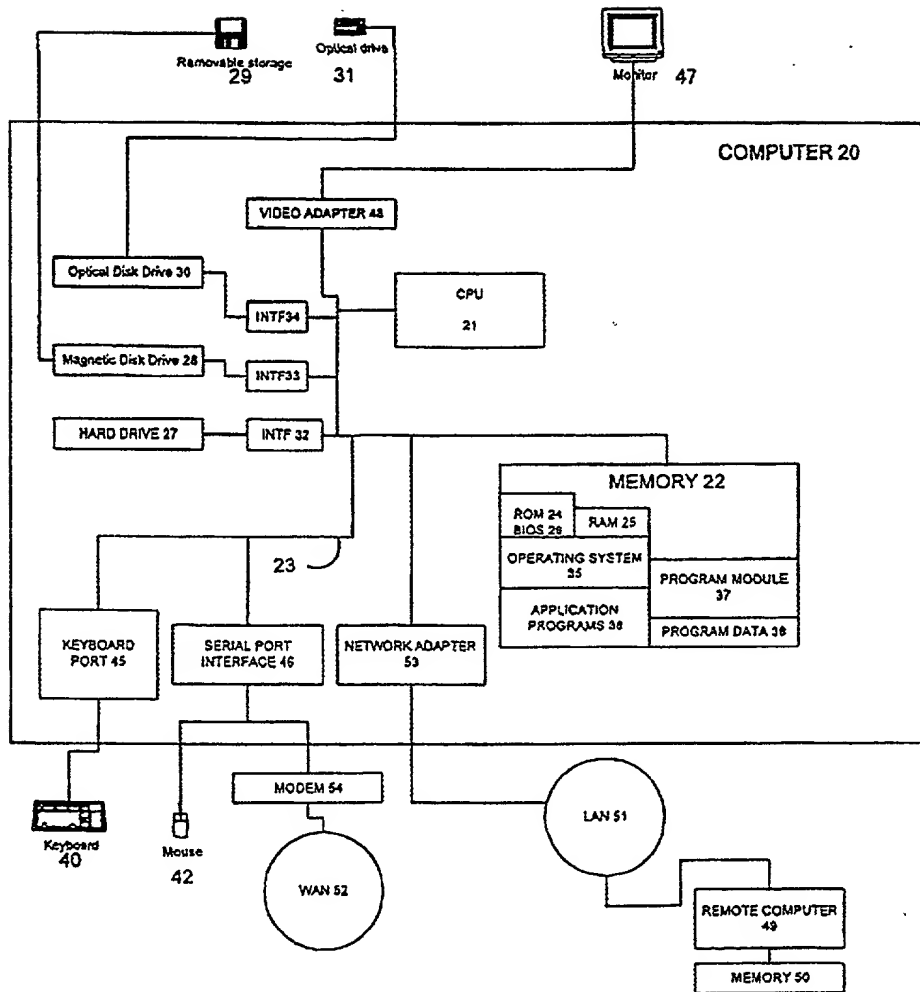 Removable storage
29
Optical drive
31
Monitor 47
COMPUTER 20
VIDEO ADAPTER 48
Optical Disk Drive 30
INTF34
CPU
21
Magnetic Disk Drive 28
INTF33
HARD DRIVE 27
INTF 32
MEMORY 22
ROM 24
BIOS 26
RAM 25
OPERATING SYSTEM
35
PROGRAM MODULE
37
APPLICATION
PROGRAMS 36
PROGRAM DATA 38
23
KEYBOARD
PORT 45
SERIAL PORT
INTERFACE 46
NETWORK ADAPTER
53
MODEM 54
LAN 51
Keyboard
40
Mouse
42
WAN 52
REMOTE COMPUTER
49
MEMORY 50